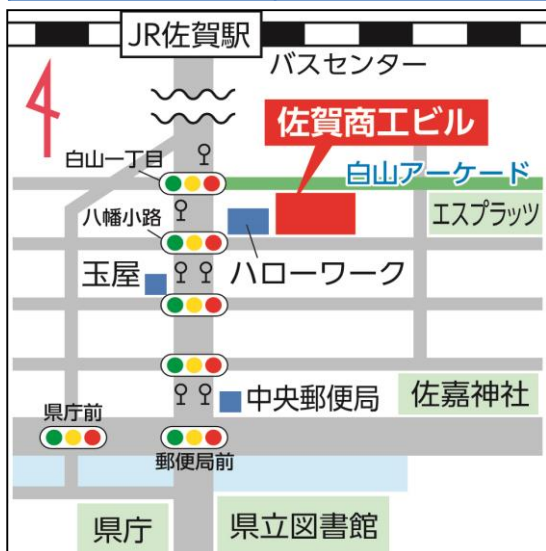 JR佐賀駅
バスセンター
佐賀商工ビル
白山一丁目
白山アーケード
八幡小路
エスプラッツ
玉屋
ハローワーク
中央郵便局
佐嘉神社
県庁前
郵便局前
県庁
県立図書館